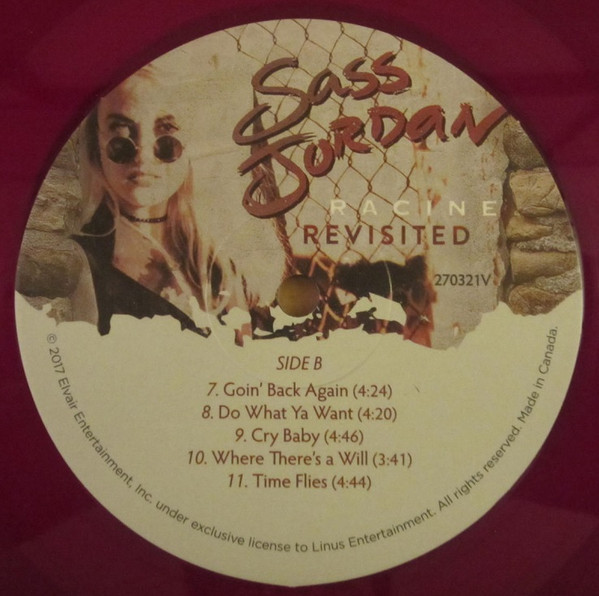 Sass
JORDAN
RACINE
REVISITED
270321V
SIDE B
7. Goin' Back Again (4:24)
8. Do What Ya Want (4:20)
9. Cry Baby (4:46)
10. Where There's a Will (3:41)
11. Time Flies (4:44)
© 2017 Elvair Entertainment, Inc. under exclusive license to Linus Entertainment. All rights reserved. Made in Canada.